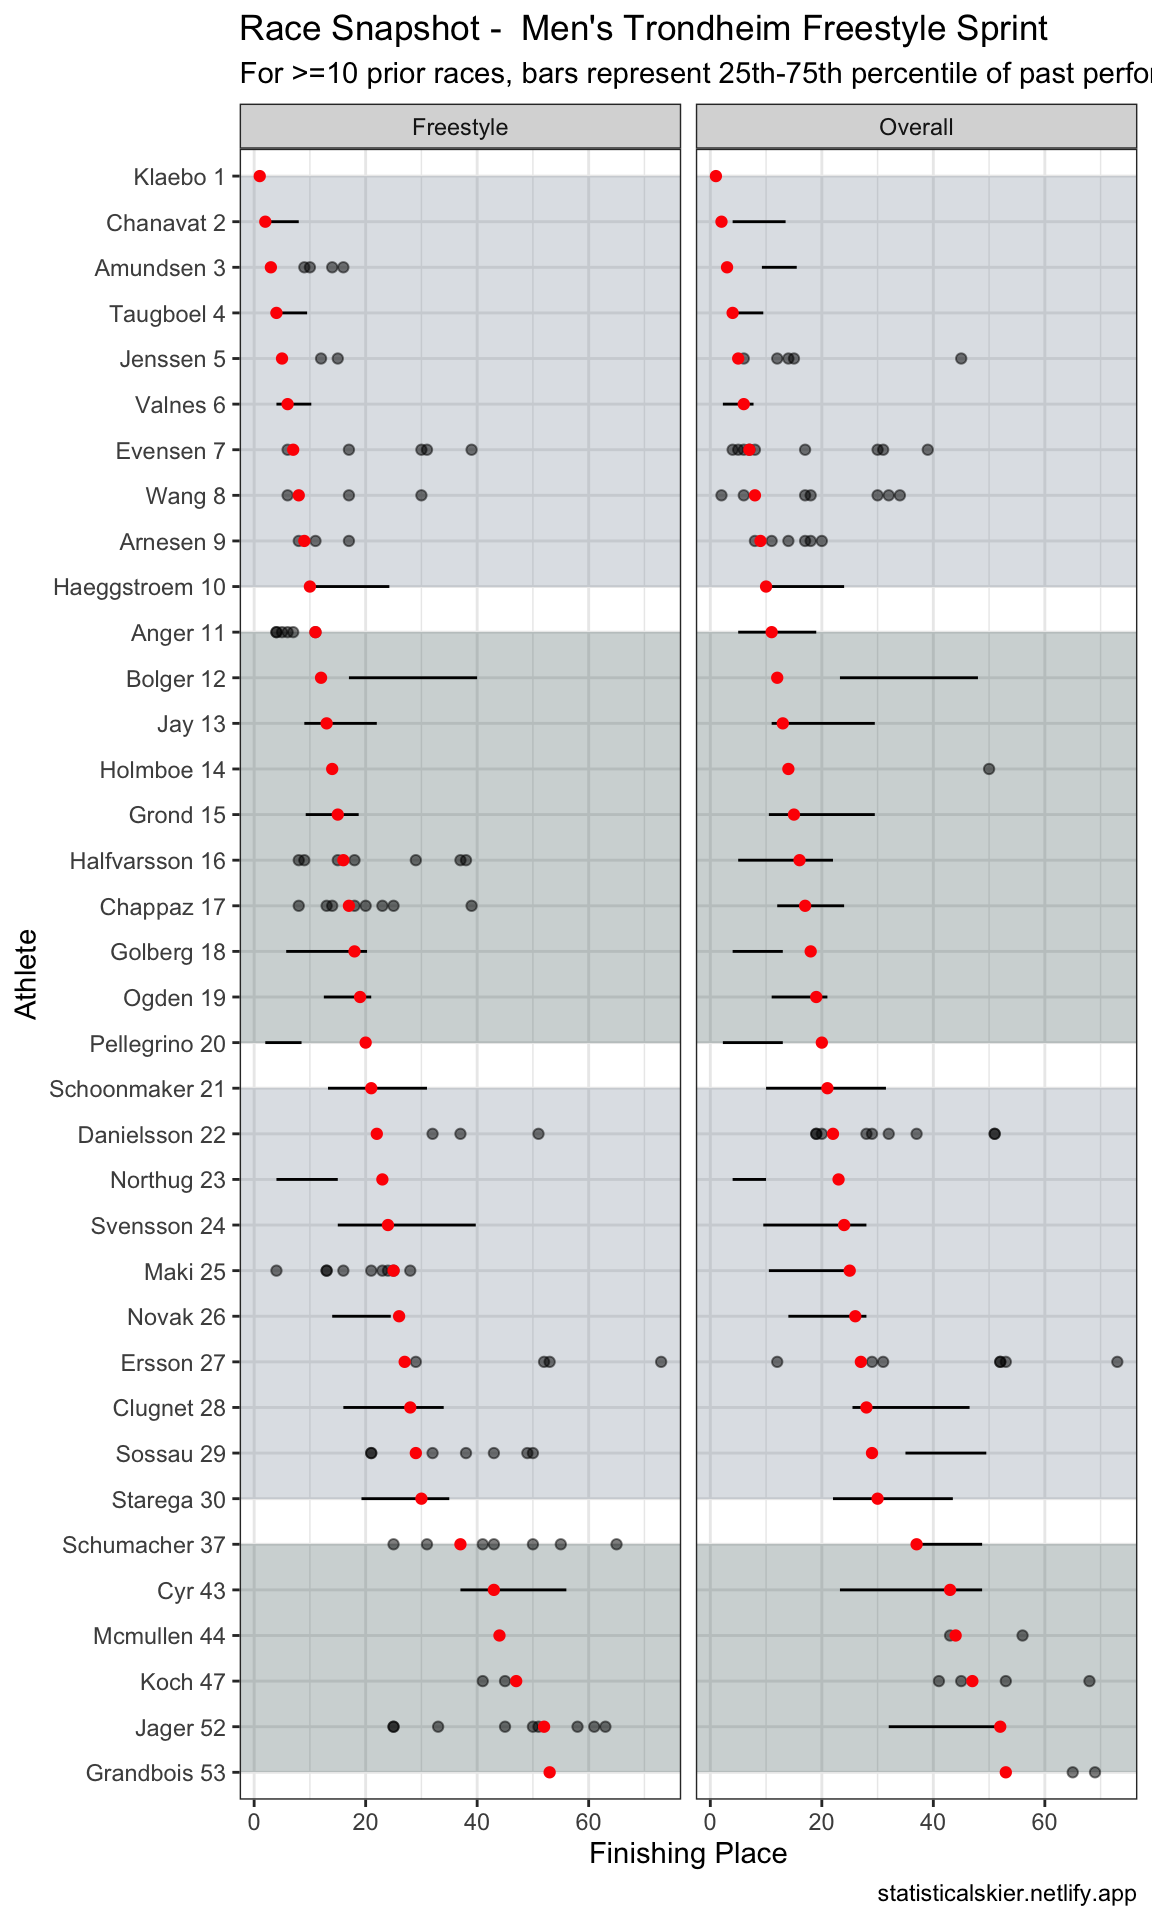 Race Snapshot -  Men's Trondheim Freestyle Sprint
For >=10 prior races, bars represent 25th-75th percentile of past perfor
Freestyle
Overall
Klaebo 1
Chanavat 2
Amundsen 3
Taugboel 4
Jenssen 5
Valnes 6
Evensen 7
Wang 8
Arnesen 9
Haeggstroem 10
Anger 11
Bolger 12
Jay 13
Holmboe 14
Grond 15
Halfvarsson 16
Chappaz 17
Golberg 18
Ogden 19
Pellegrino 20
Schoonmaker 21
Danielsson 22
Northug 23
Svensson 24
Maki 25
Novak 26
Ersson 27
Clugnet 28
Sossau 29
Starega 30
Schumacher 37
Cyr 43
Mcmullen 44
Koch 47
Jager 52
Grandbois 53
Athlete
0 20 40 60
0 20 40 60
Finishing Place
statisticalskier.netlify.app